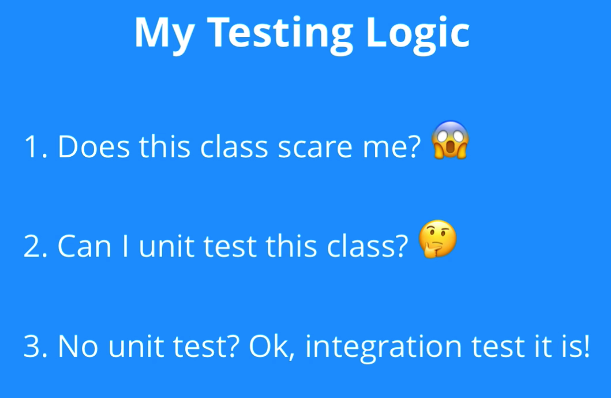 My Testing Logic
1. Does this class scare me? 😱
2. Can I unit test this class? 🤔
3. No unit test? Ok, integration test it is!